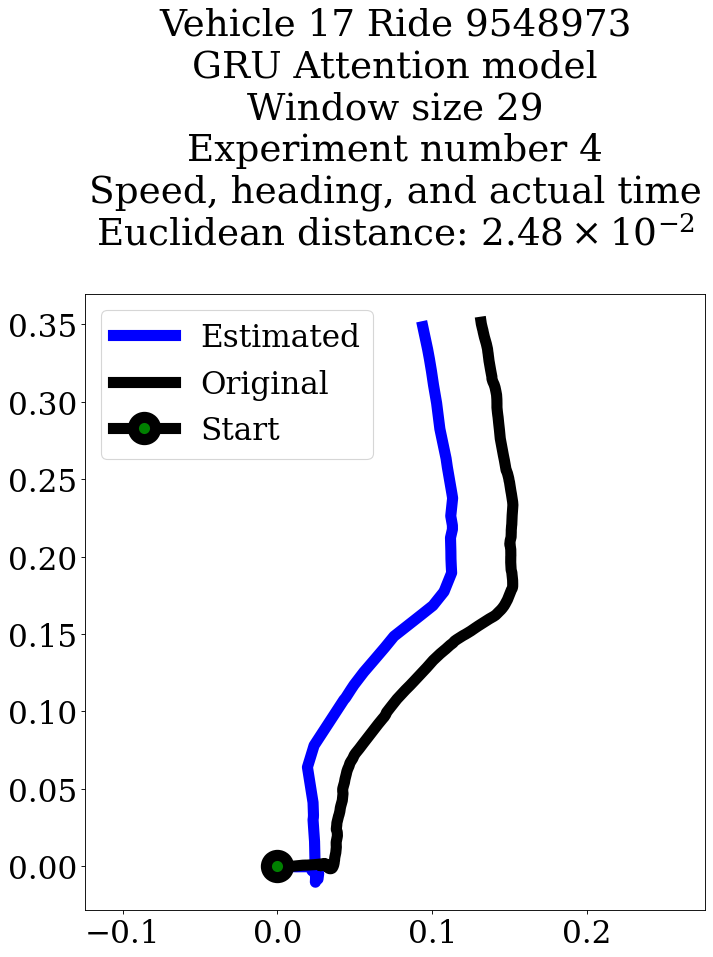 Vehicle 17 Ride 9548973
GRU Attention model
Window size 29
Experiment number 4
Speed, heading, and actual time
Euclidean distance: 2.48 × 10⁻²
0.35
0.30
0.25
0.20
0.15
0.10
0.05
0.00
Estimated
Original
Start
−0.1
0.0
0.1
0.2